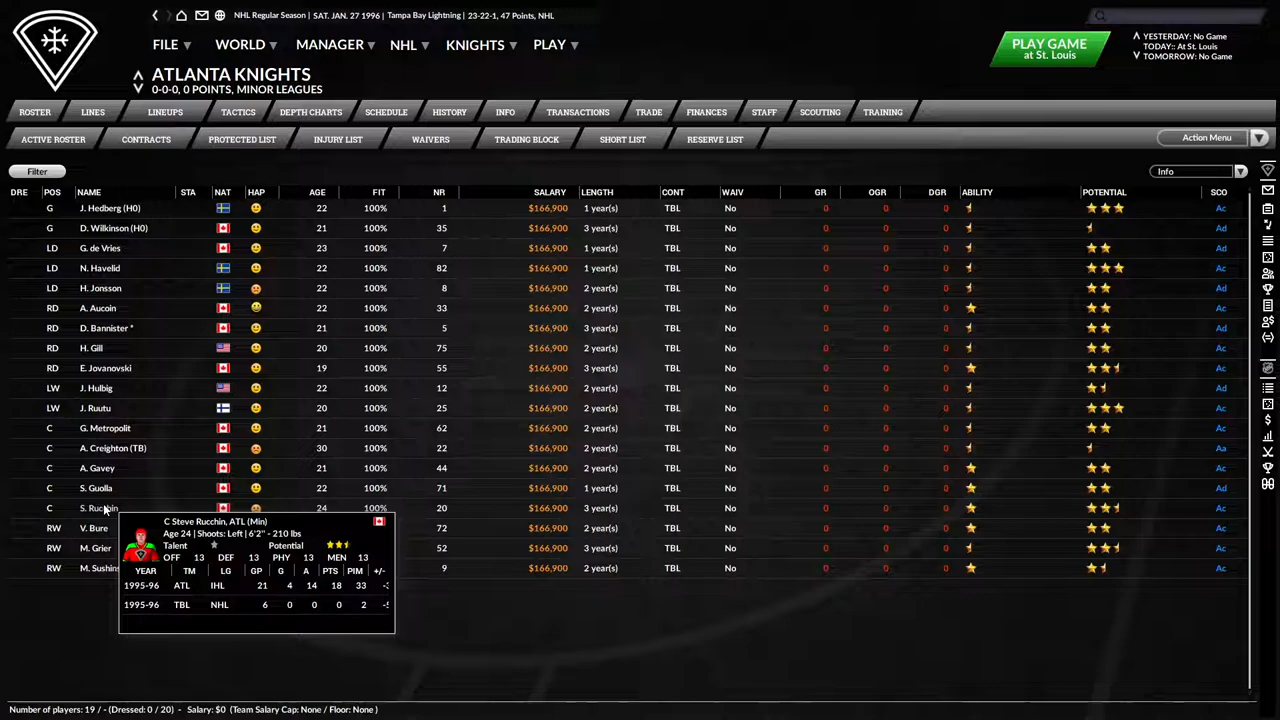 NHL Regular Season | SAT. JAN. 27 1996 | Tampa Bay Lightning | 23-22-1, 47 Points, NHL
FILE WORLD MANAGER NHL KNIGHTS PLAY
PLAY GAME
at St. Louis
YESTERDAY: No Game
TODAY:: At St. Louis
TOMORROW: No Game
ATLANTA KNIGHTS
0-0-0, 0 POINTS, MINOR LEAGUES
ROSTER LINES LINEUPS TACTICS DEPTH CHARTS SCHEDULE HISTORY INFO TRANSACTIONS TRADE FINANCES STAFF SCOUTING TRAINING
ACTIVE ROSTER CONTRACTS PROTECTED LIST INJURY LIST WAIVERS TRADING BLOCK SHORT LIST RESERVE LIST Action Menu
Filter Info
DRE POS NAME STA NAT HAP AGE FIT NR SALARY LENGTH CONT WAIV GR OGR DGR ABILITY POTENTIAL SCO
G J. Hedberg (H0) 22 100% 1 $166,900 1 year(s) TBL No 0 0 0 Ac
G D. Wilkinson (H0) 21 100% 35 $166,900 3 year(s) TBL No 0 0 0 Ad
LD G. de Vries 23 100% 7 $166,900 1 year(s) TBL No 0 0 0 Ac
LD N. Havelid 22 100% 82 $166,900 1 year(s) TBL No 0 0 0 Ac
LD H. Jonsson 22 100% 8 $166,900 2 year(s) TBL No 0 0 0 Ad
RD A. Aucoin 22 100% 33 $166,900 2 year(s) TBL No 0 0 0 Ac
RD D. Bannister * 21 100% 5 $166,900 3 year(s) TBL No 0 0 0 Ad
RD H. Gill 20 100% 75 $166,900 2 year(s) TBL No 0 0 0 Ac
RD E. Jovanovski 19 100% 55 $166,900 3 year(s) TBL No 0 0 0 Ac
LW J. Hulbig 22 100% 12 $166,900 2 year(s) TBL No 0 0 0 Ad
LW J. Ruutu 20 100% 25 $166,900 2 year(s) TBL No 0 0 0 Ac
C G. Metropolit 21 100% 62 $166,900 2 year(s) TBL No 0 0 0 Ac
C A. Creighton (TB) 30 100% 22 $166,900 2 year(s) TBL No 0 0 0 Aa
C A. Gavey 21 100% 44 $166,900 2 year(s) TBL No 0 0 0 Ac
C S. Guolla 22 100% 71 $166,900 2 year(s) TBL No 0 0 0 Ad
C S. Rucchin 24 100% 20 $166,900 3 year(s) TBL No 0 0 0 Ac
RW V. Bure 72 $166,900 2 year(s) TBL No 0 0 0 Ac
RW M. Grier 52 $166,900 3 year(s) TBL No 0 0 0 Ac
RW M. Sushins 9 $166,900 2 year(s) TBL No 0 0 0 Ac
C Steve Rucchin, ATL (Min)
Age 24 | Shoots: Left | 6'2" - 210 lbs
Talent Potential
OFF 13 DEF 13 PHY 13 MEN 13
YEAR TM LG GP G A PTS PIM +/-
1995-96 ATL IHL 21 4 14 18 33
1995-96 TBL NHL 6 0 0 0 2
Number of players: 19 / - (Dressed: 0 / 20) - Salary: $0 (Team Salary Cap: None / Floor: None )